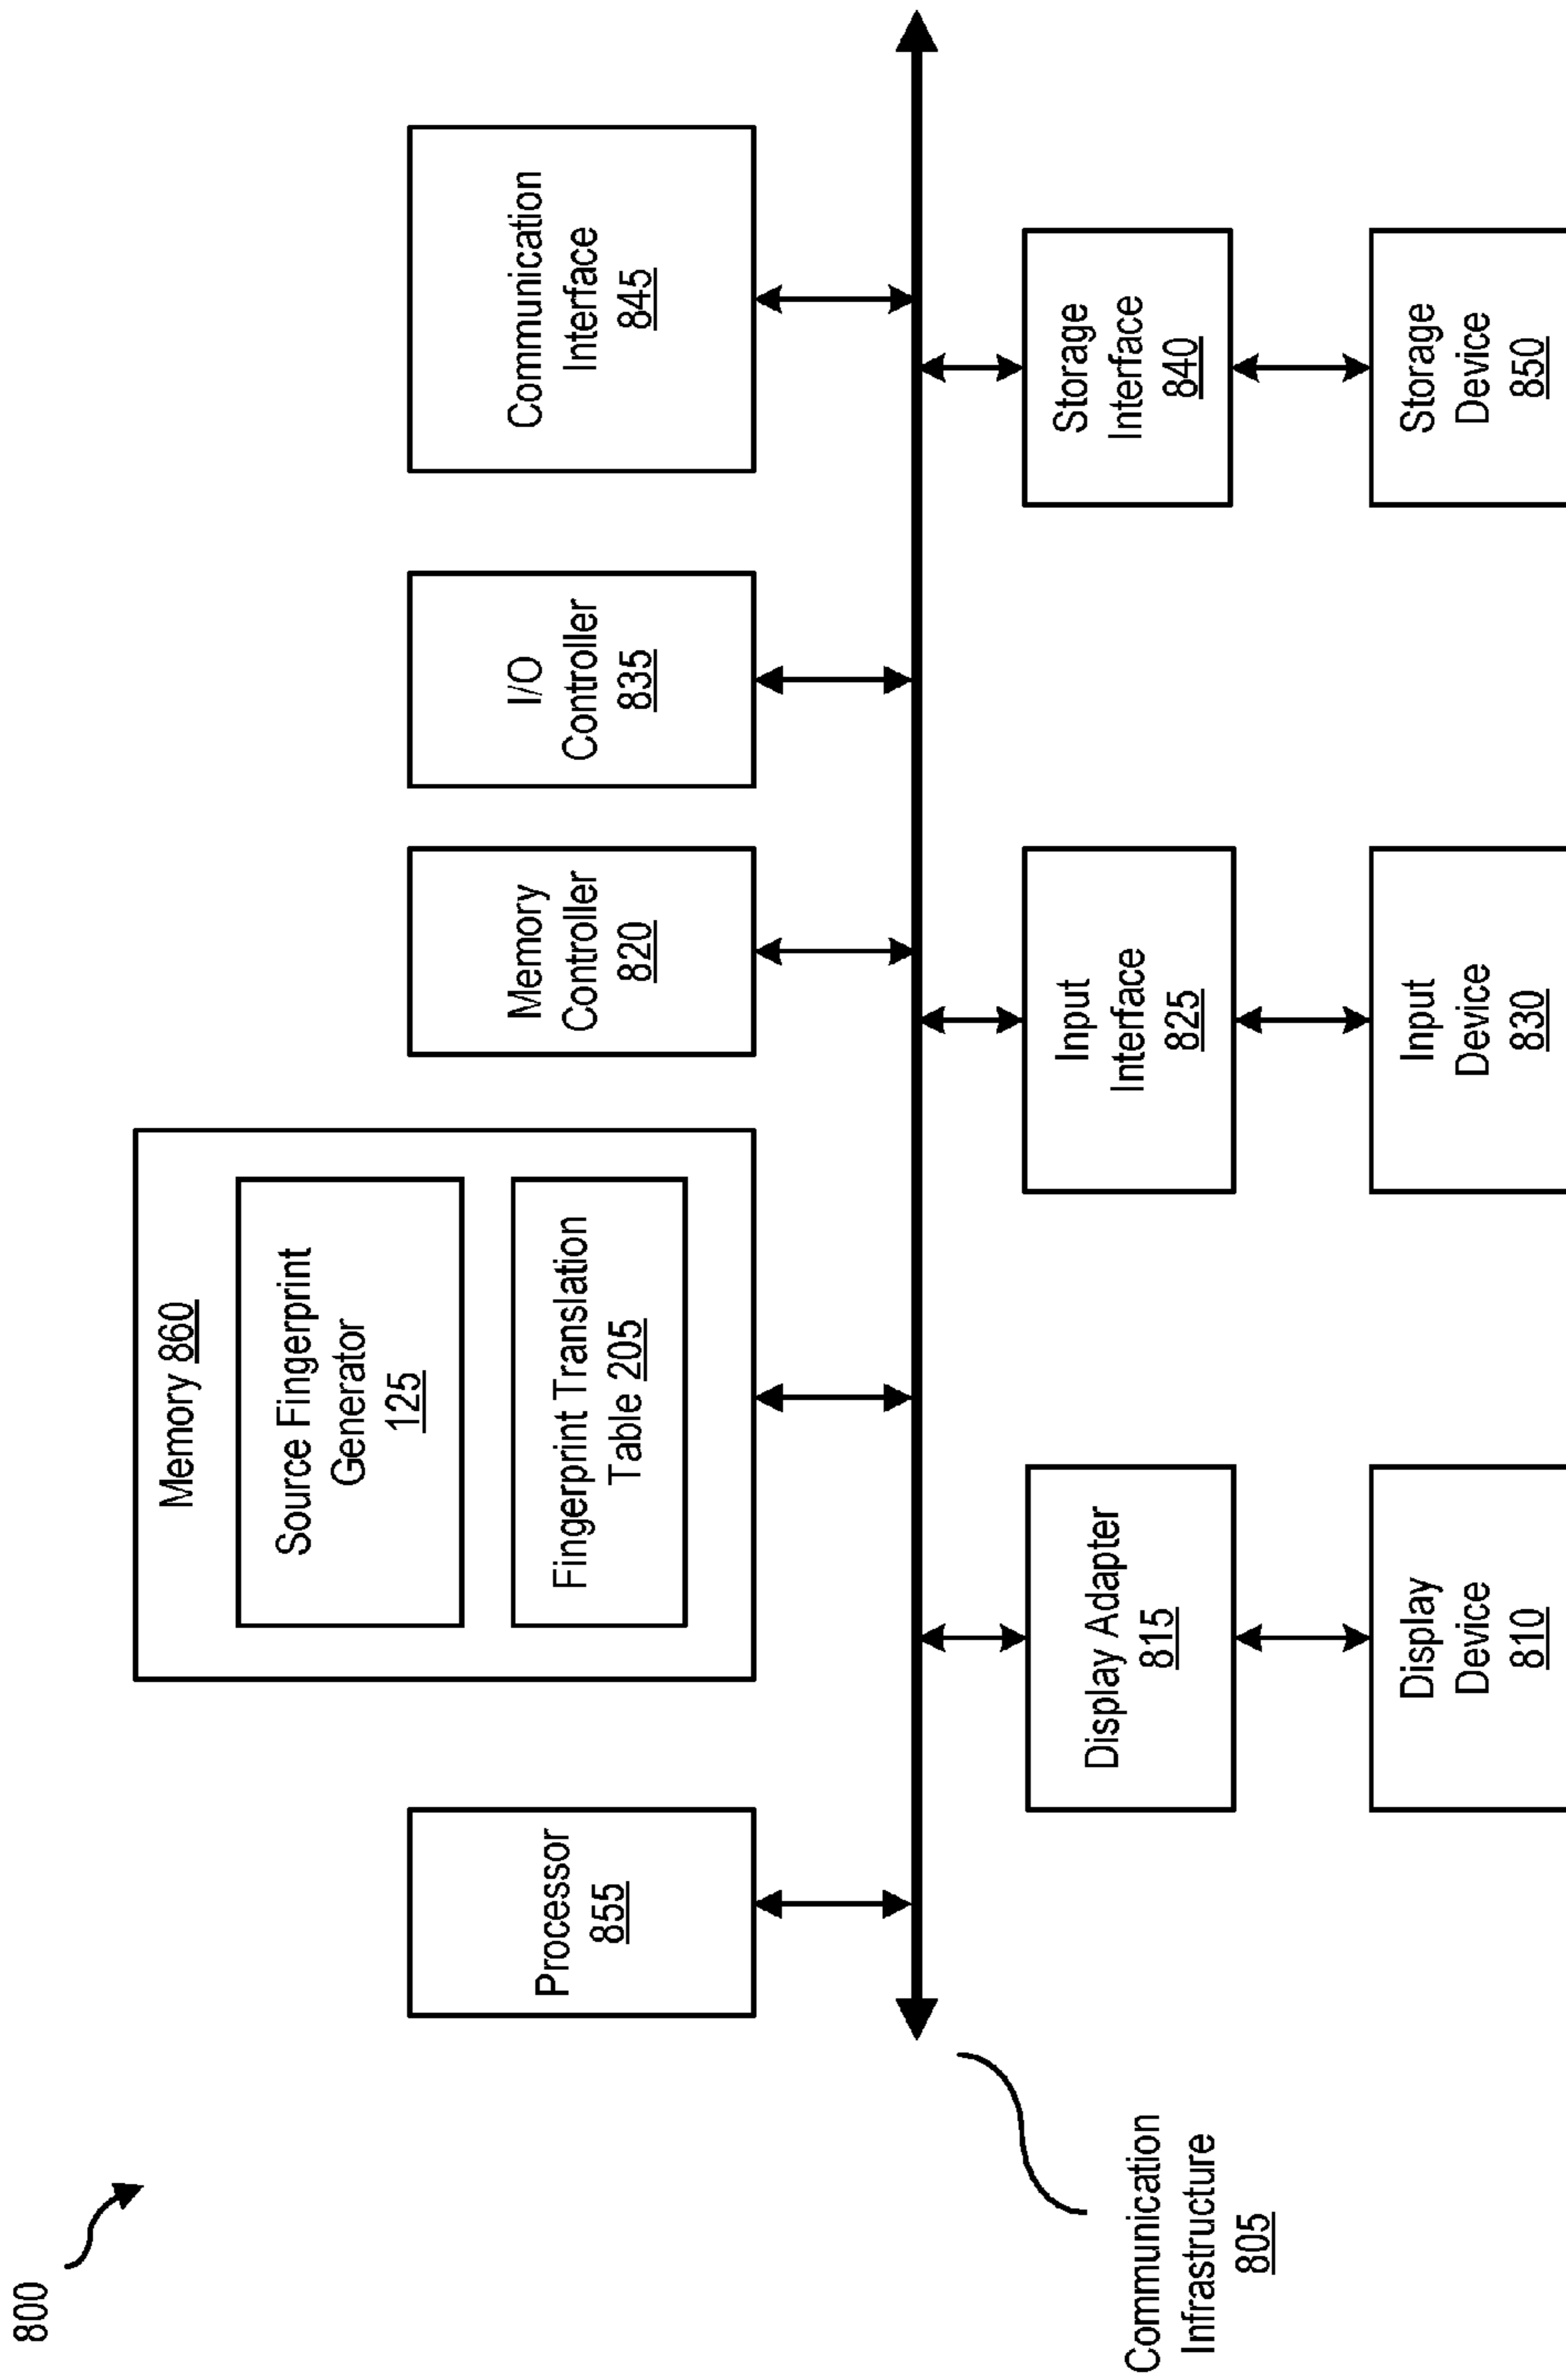 800
Memory 860
Source Fingerprint
Generator
125
Fingerprint Translation
Table 205
Processor
855
Memory
Controller
820
I/O
Controller
835
Communication
Interface
845
Communication
Infrastructure
805
Display Adapter
815
Input
Interface
825
Storage
Interface
840
Display
Device
810
Input
Device
830
Storage
Device
850